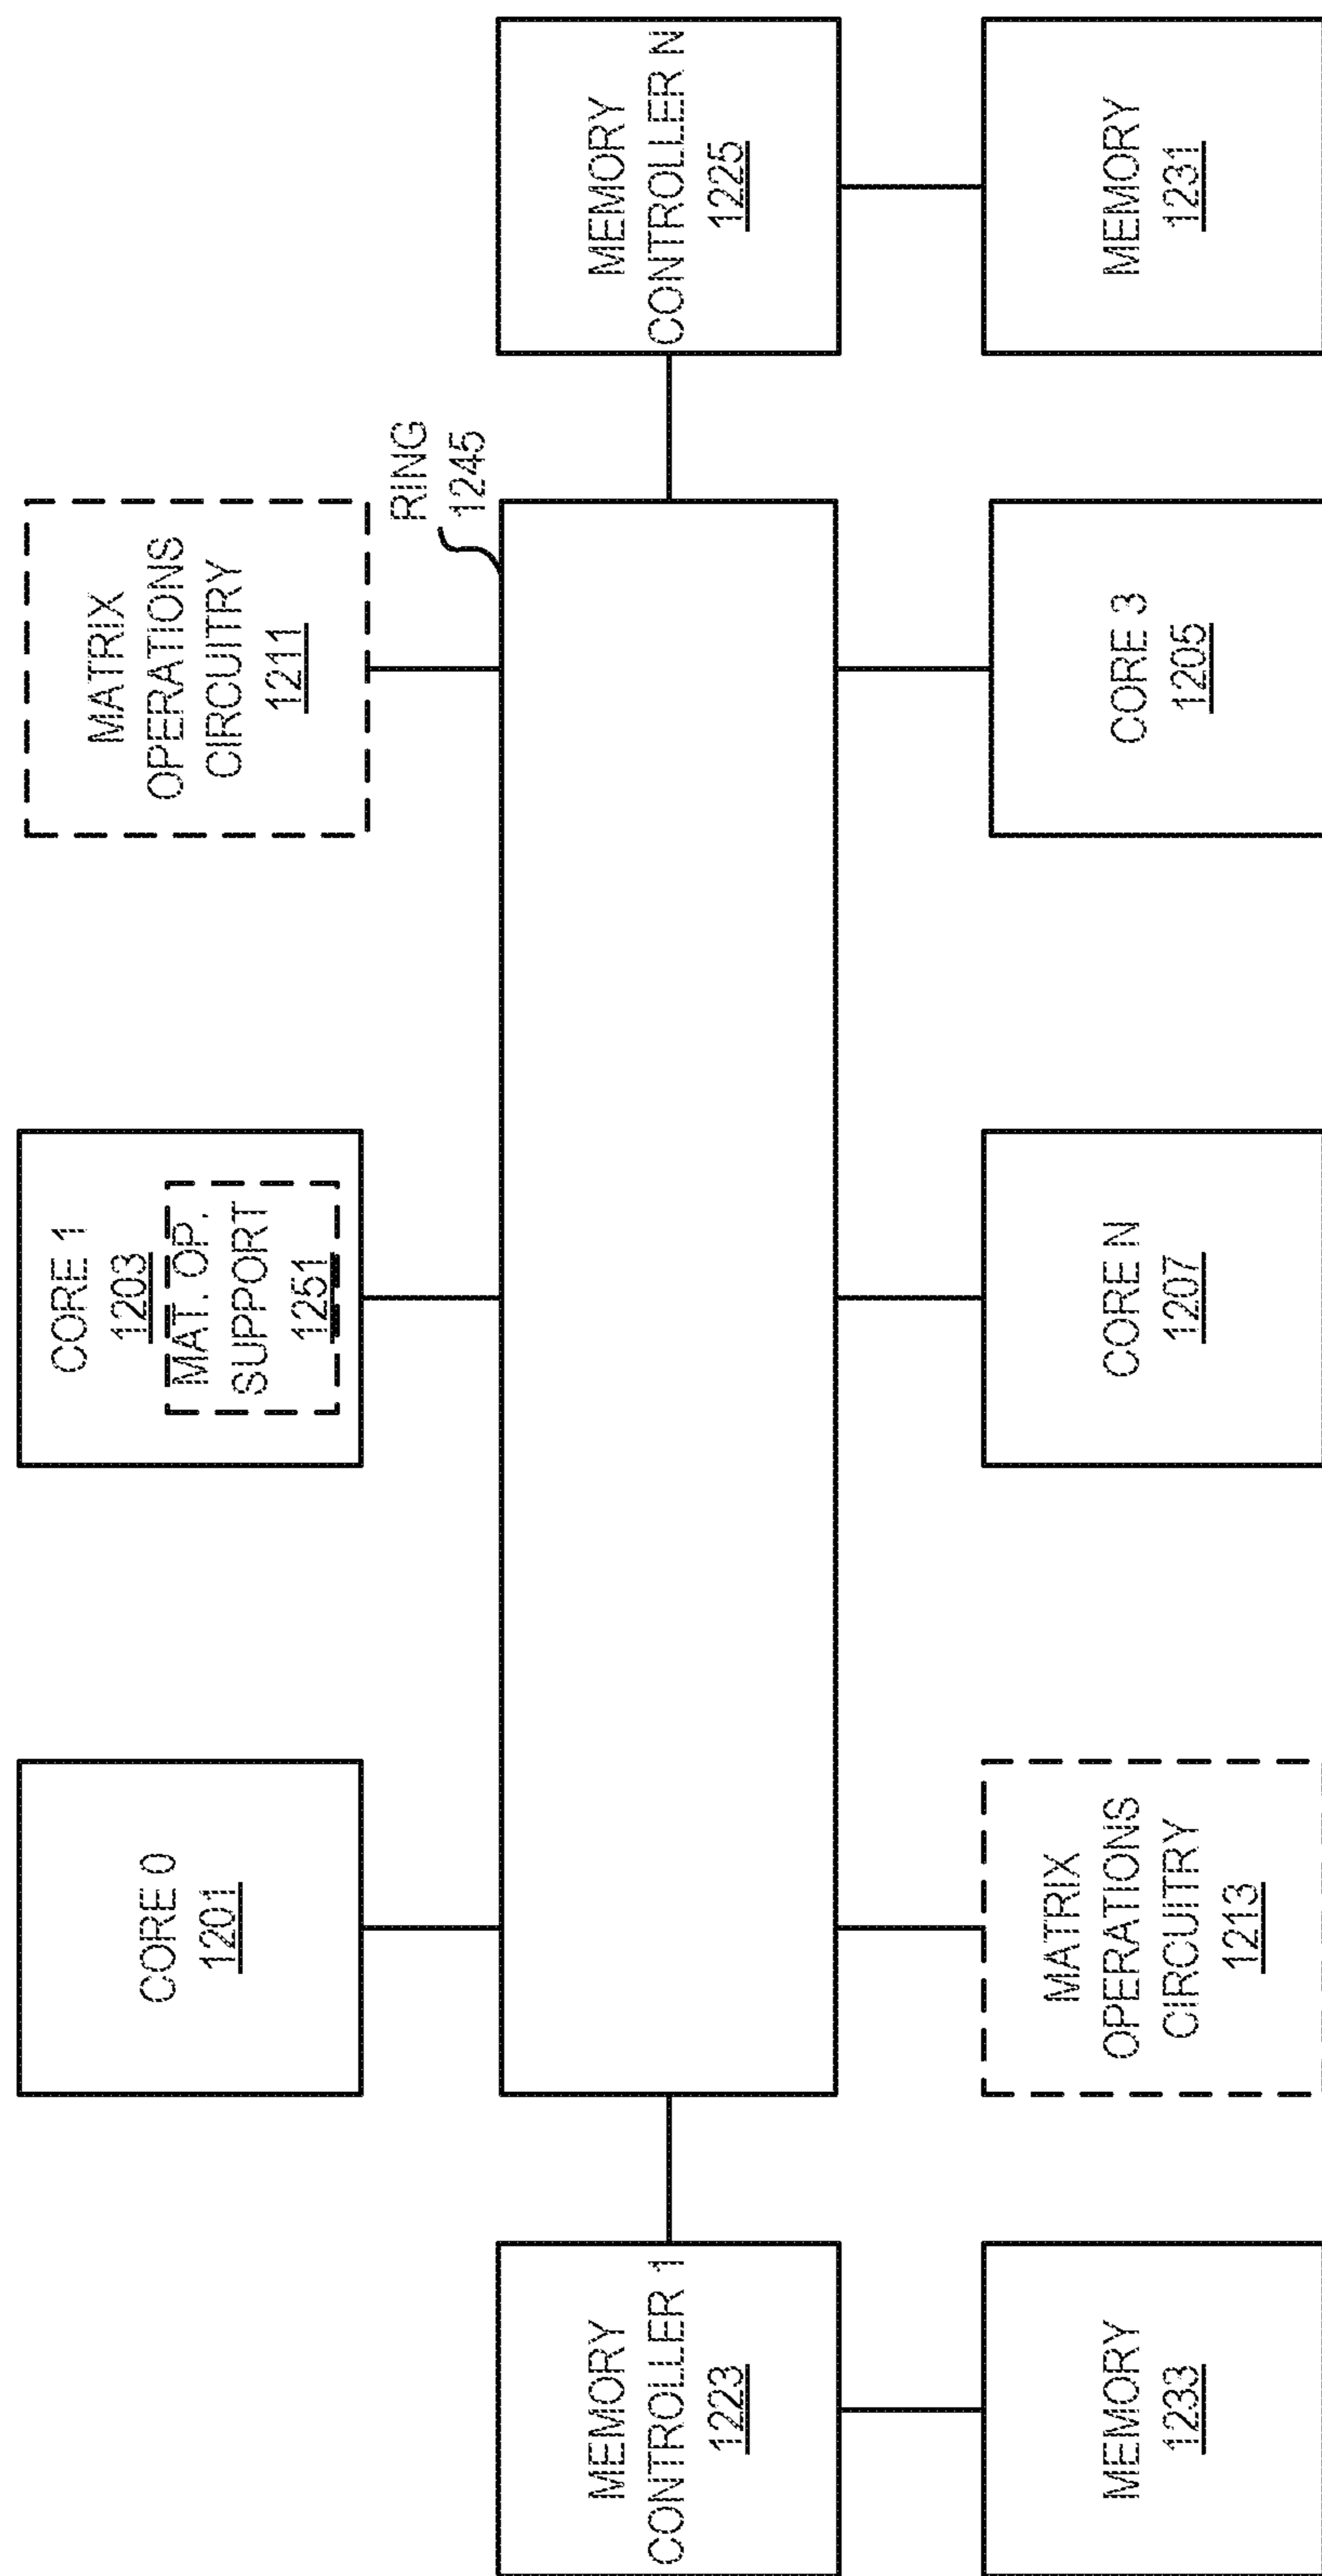 CORE 0
1201
CORE 1
1203
MAT. OP.
SUPPORT
1251
MATRIX
OPERATIONS
CIRCUITRY
1211
RING
1245
MEMORY
CONTROLLER 1
1223
MEMORY
CONTROLLER N
1225
MEMORY
1233
MATRIX
OPERATIONS
CIRCUITRY
1213
CORE N
1207
CORE 3
1205
MEMORY
1231